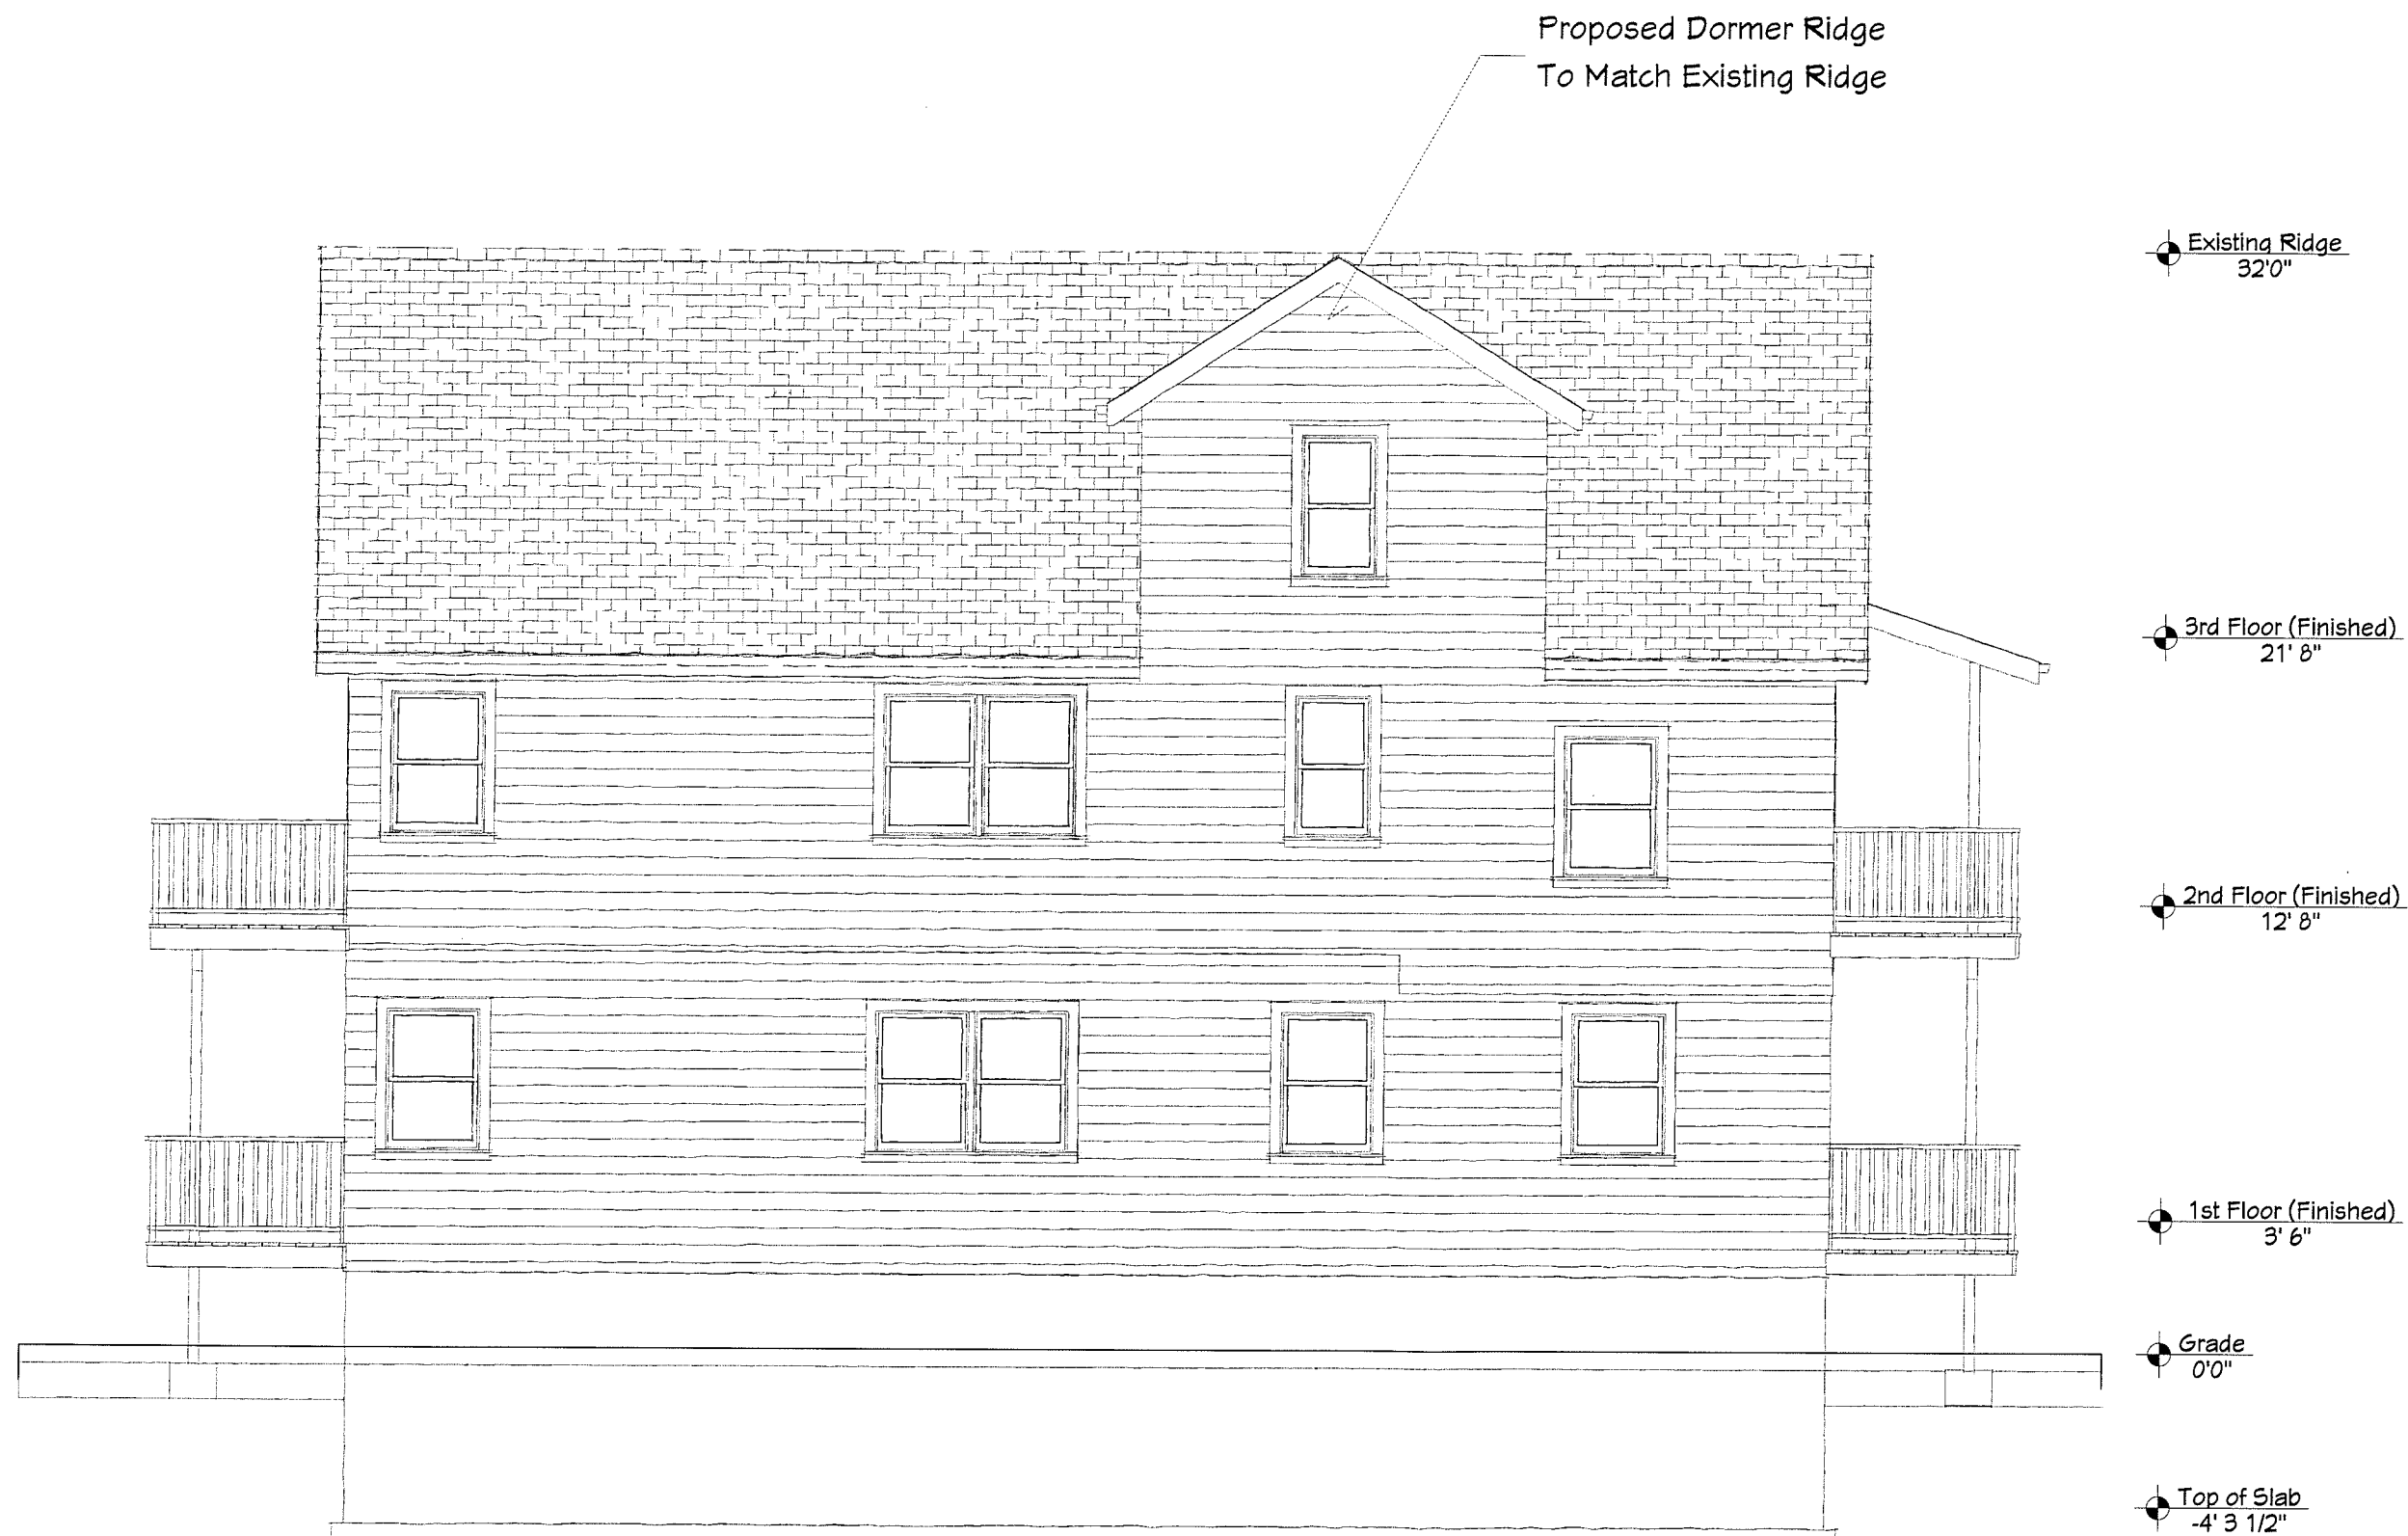 Proposed Dormer Ridge
To Match Existing Ridge
Existing Ridge
32'0"
3rd Floor (Finished)
21' 8"
2nd Floor (Finished)
12' 8"
1st Floor (Finished)
3' 6"
Grade
0'0"
Top of Slab
-4' 3 1/2"